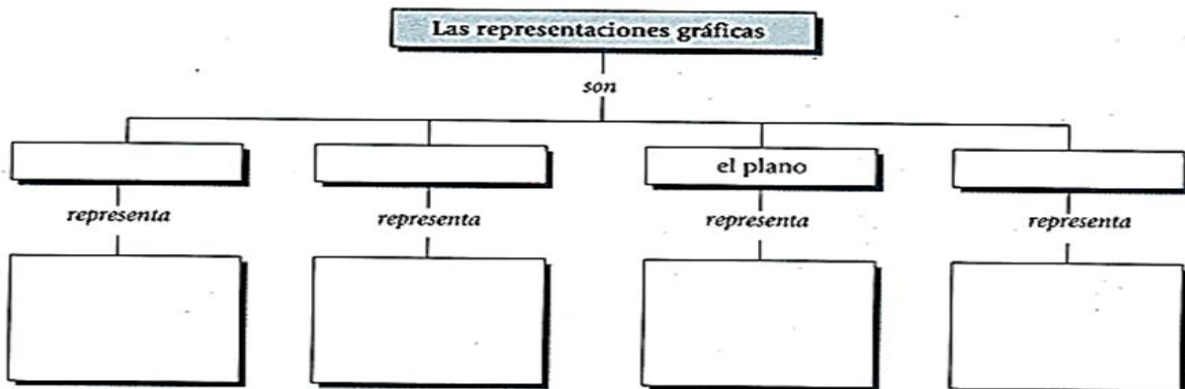 Las representaciones gráficas
son
el plano
representa
representa
representa
representa